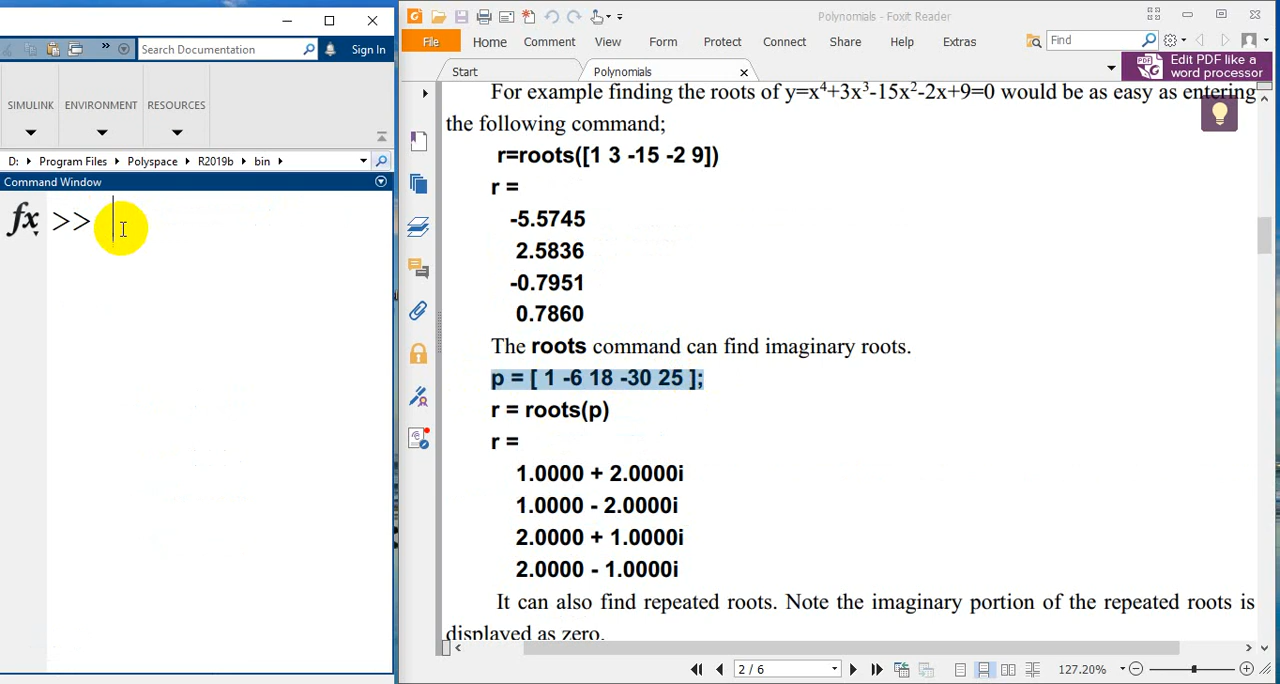 Search Documentation
Sign In
SIMULINK
ENVIRONMENT
RESOURCES
D:
Program Files
Polyspace
R2019b
bin
Command Window
fx >>
Polynomials - Foxit Reader
File
Home
Comment
View
Form
Protect
Connect
Share
Help
Extras
Find
Start
Polynomials
Edit PDF like a
word processor
For example finding the roots of y=x⁴+3x³-15x²-2x+9=0 would be as easy as entering
the following command;
r=roots([1 3 -15 -2 9])
r =
-5.5745
2.5836
-0.7951
0.7860
The roots command can find imaginary roots.
p = [ 1 -6 18 -30 25 ];
r = roots(p)
r =
1.0000 + 2.0000i
1.0000 - 2.0000i
2.0000 + 1.0000i
2.0000 - 1.0000i
It can also find repeated roots. Note the imaginary portion of the repeated roots is
displayed as zero.
2 / 6
127.20%